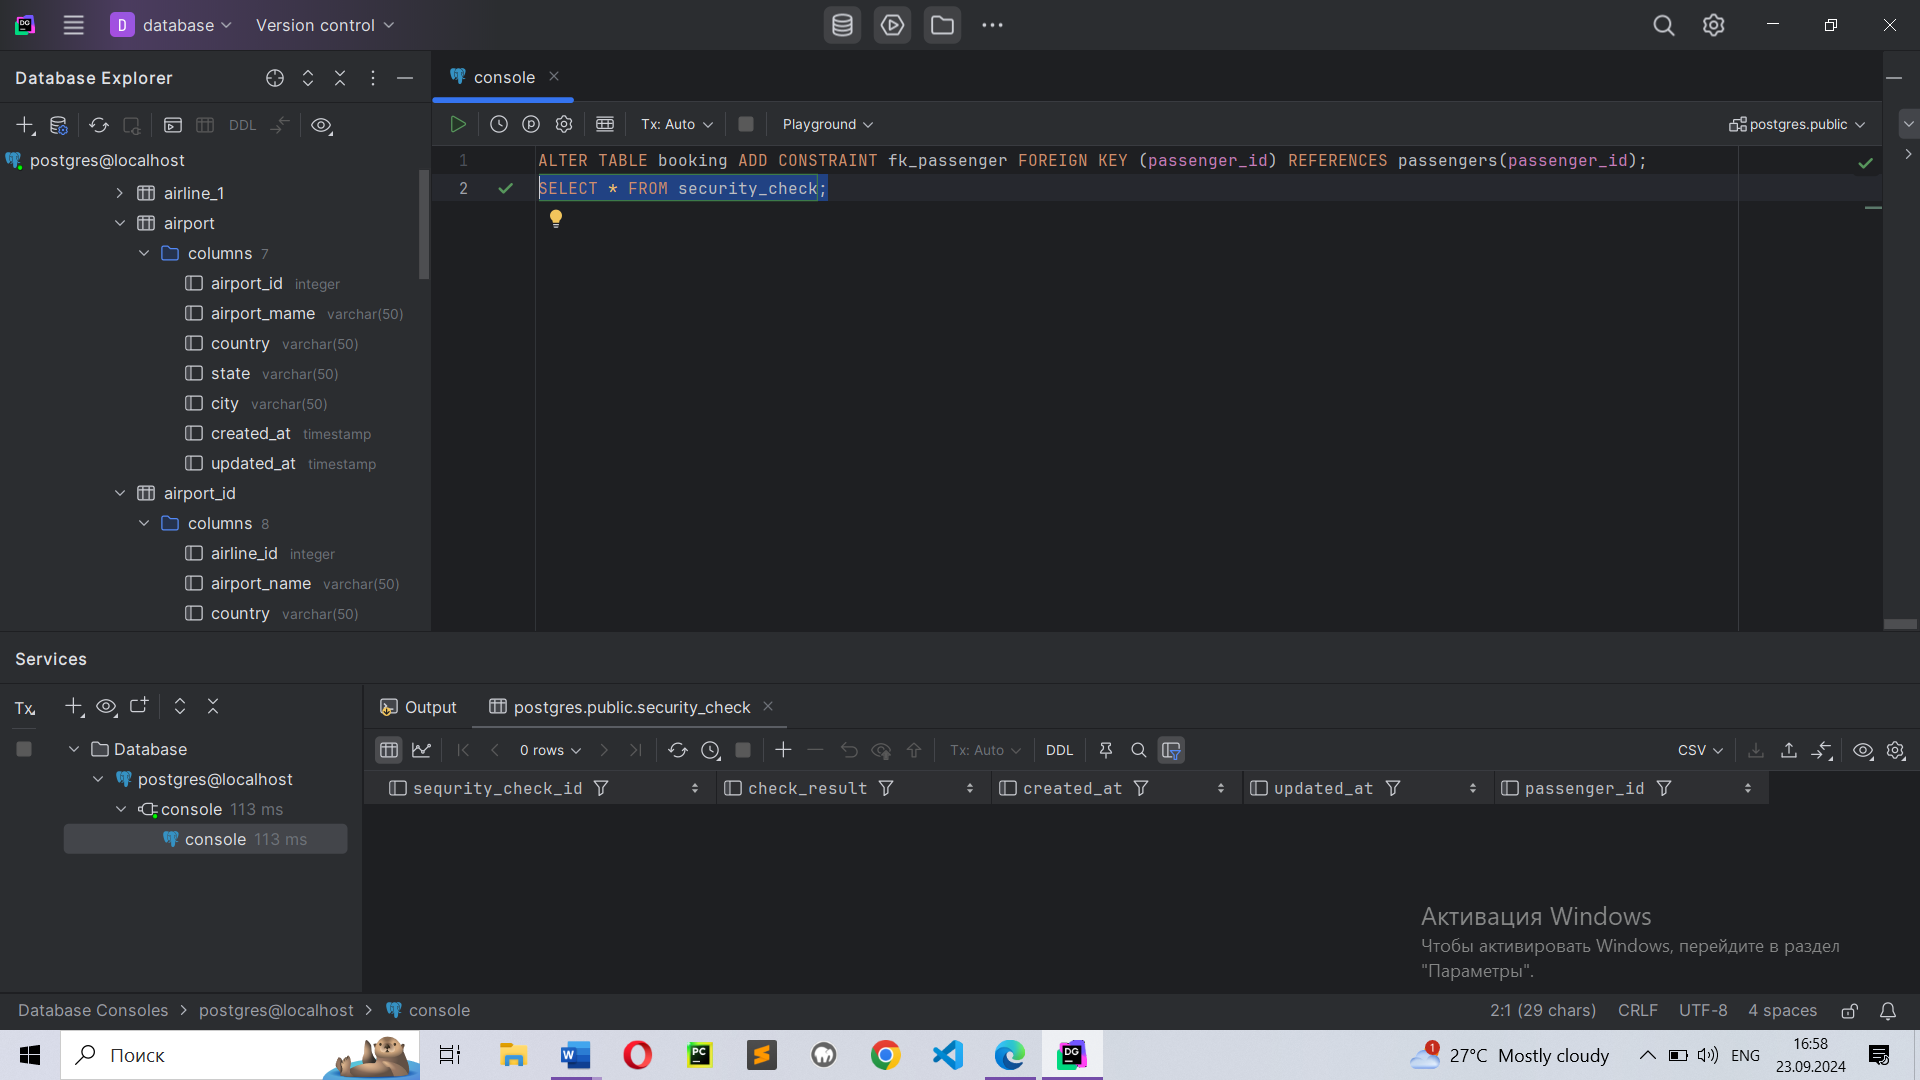 D database Version control
Database Explorer
console
DDL
Tx: Auto Playground postgres.public
postgres@localhost
airline_1
airport
columns 7
airport_id integer
airport_mame varchar(50)
country varchar(50)
state varchar(50)
city varchar(50)
created_at timestamp
updated_at timestamp
airport_id
columns 8
airline_id integer
airport_name varchar(50)
country varchar(50)
1 ALTER TABLE booking ADD CONSTRAINT fk_passenger FOREIGN KEY (passenger_id) REFERENCES passengers(passenger_id);
2 SELECT * FROM security_check;
Services
Tx
Database
postgres@localhost
console 113 ms
console 113 ms
Output postgres.public.security_check
0 rows Tx: Auto DDL CSV
sequrity_check_id check_result created_at updated_at passenger_id
Активация Windows
Чтобы активировать Windows, перейдите в раздел
"Параметры".
Database Consoles > postgres@localhost > console
2:1 (29 chars) CRLF UTF-8 4 spaces
Поиск
PC
DG
1
27°C Mostly cloudy
ENG
16:58
23.09.2024